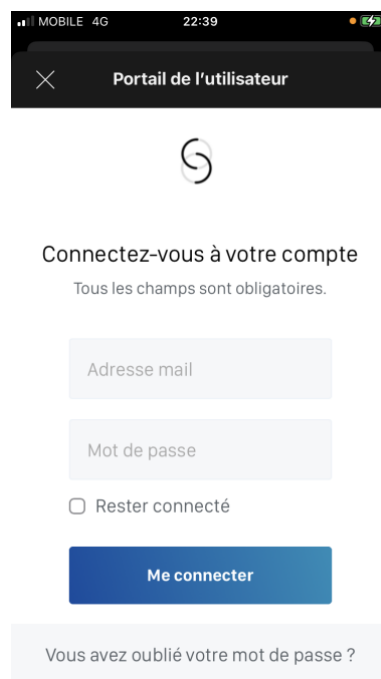 MOBILE 4G 22:39
Portail de l’utilisateur
Connectez-vous à votre compte
Tous les champs sont obligatoires.
Adresse mail
Mot de passe
Rester connecté
Me connecter
Vous avez oublié votre mot de passe ?